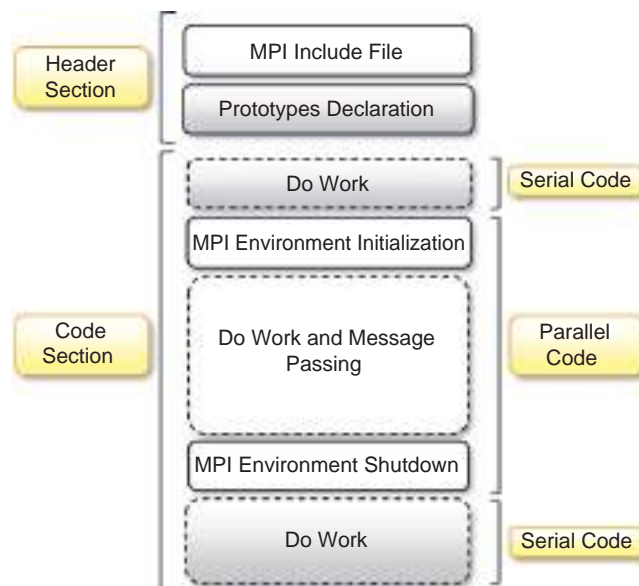 Header
Section
MPI Include File
Prototypes Declaration
Do Work
Serial Code
MPI Environment Initialization
Code
Section
Do Work and Message
Passing
Parallel
Code
MPI Environment Shutdown
Do Work
Serial Code